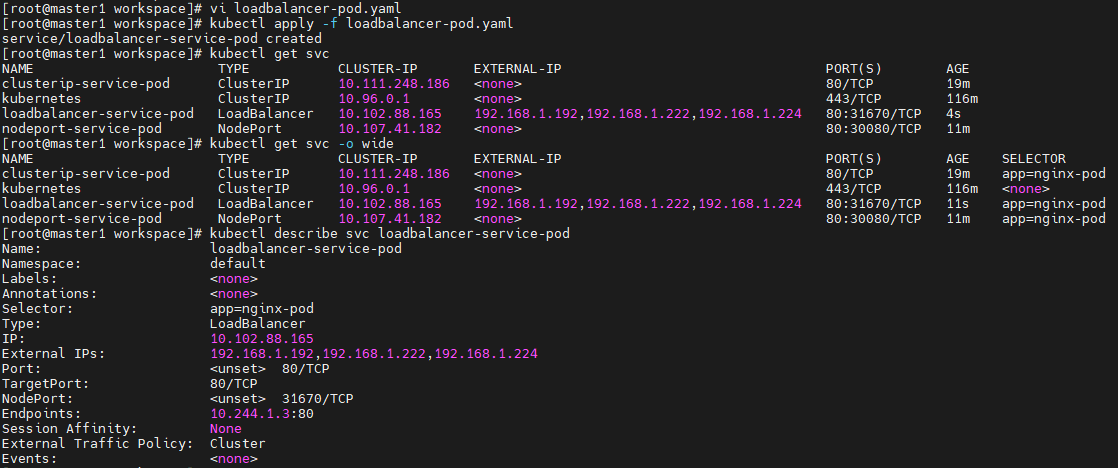 [root@master1 workspace]# vi loadbalancer-pod.yaml
[root@master1 workspace]# kubectl apply -f loadbalancer-pod.yaml
service/loadbalancer-service-pod created
[root@master1 workspace]# kubectl get svc
NAME                       TYPE           CLUSTER-IP       EXTERNAL-IP                                 PORT(S)        AGE
clusterip-service-pod      ClusterIP      10.111.248.186   <none>                                      80/TCP         19m
kubernetes                 ClusterIP      10.96.0.1        <none>                                      443/TCP        116m
loadbalancer-service-pod   LoadBalancer   10.102.88.165    192.168.1.192,192.168.1.222,192.168.1.224   80:31670/TCP   4s
nodeport-service-pod       NodePort       10.107.41.182    <none>                                      80:30080/TCP   11m
[root@master1 workspace]# kubectl get svc -o wide
NAME                       TYPE           CLUSTER-IP       EXTERNAL-IP                                 PORT(S)        AGE    SELECTOR
clusterip-service-pod      ClusterIP      10.111.248.186   <none>                                      80/TCP         19m    app=nginx-pod
kubernetes                 ClusterIP      10.96.0.1        <none>                                      443/TCP        116m   <none>
loadbalancer-service-pod   LoadBalancer   10.102.88.165    192.168.1.192,192.168.1.222,192.168.1.224   80:31670/TCP   11s    app=nginx-pod
nodeport-service-pod       NodePort       10.107.41.182    <none>                                      80:30080/TCP   11m    app=nginx-pod
[root@master1 workspace]# kubectl describe svc loadbalancer-service-pod
Name:                     loadbalancer-service-pod
Namespace:                default
Labels:                   <none>
Annotations:              <none>
Selector:                 app=nginx-pod
Type:                     LoadBalancer
IP:                       10.102.88.165
External IPs:             192.168.1.192,192.168.1.222,192.168.1.224
Port:                     <unset>  80/TCP
TargetPort:               80/TCP
NodePort:                 <unset>  31670/TCP
Endpoints:                10.244.1.3:80
Session Affinity:         None
External Traffic Policy:  Cluster
Events:                   <none>